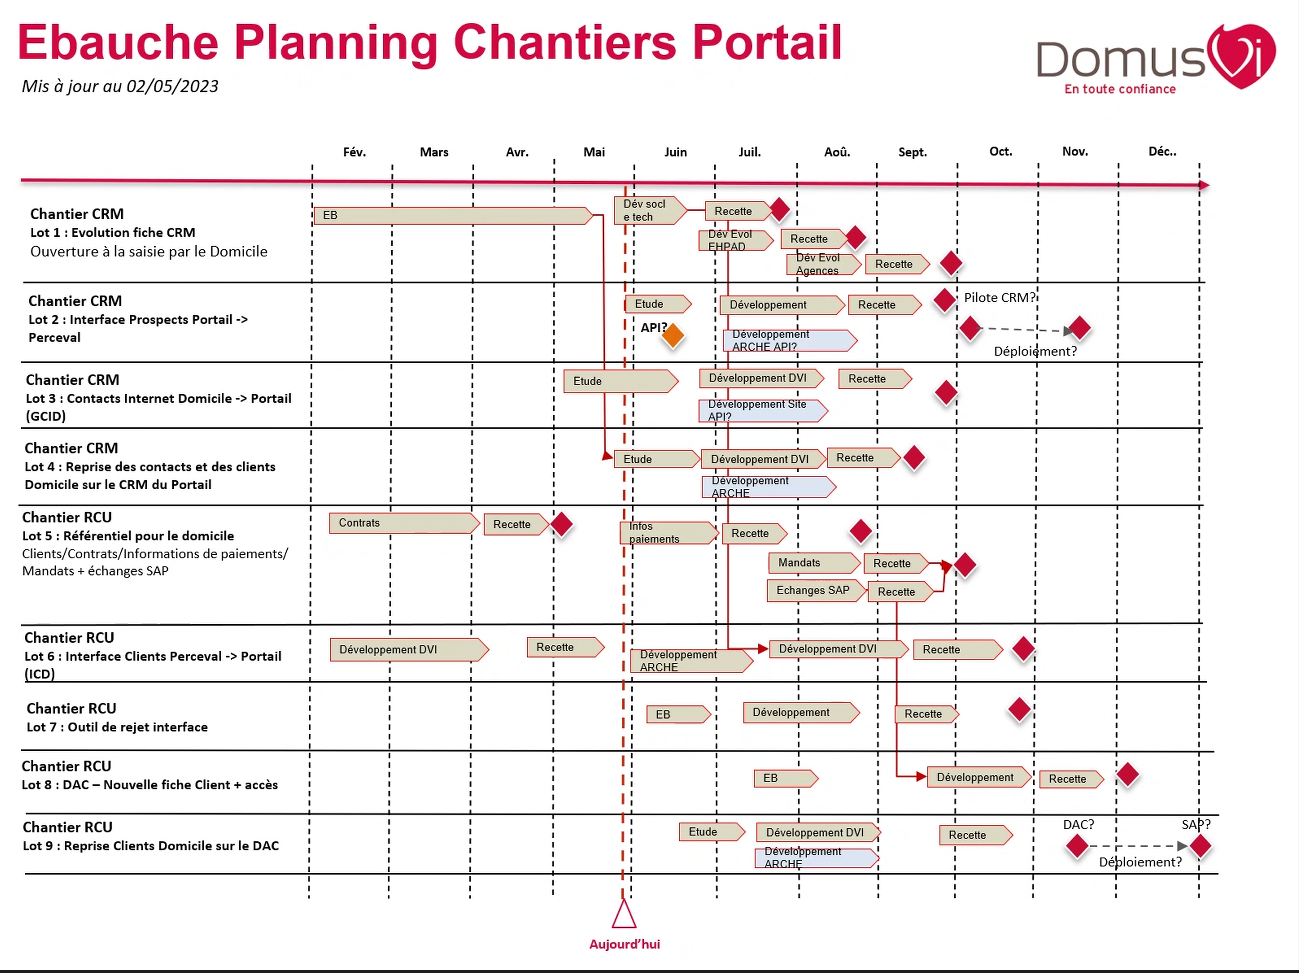 Ebauche Planning Chantiers Portail
Mis à jour au 02/05/2023
Domus Vi
En toute confiance
Fév.
Mars
Avr.
Mai
Juin
Juil.
Aoû.
Sept.
Oct.
Nov.
Déc..
Chantier CRM
Lot 1 : Evolution fiche CRM
Ouverture à la saisie par le Domicile
EB
Dév socl
e tech
Recette
Dév Evol
EHPAD
Recette
Dév Evol
Agences
Recette
Chantier CRM
Lot 2 : Interface Prospects Portail ->
Perceval
Etude
API?
Développement
Recette
Développement
ARCHE API?
Pilote CRM?
Déploiement?
Chantier CRM
Lot 3 : Contacts Internet Domicile -> Portail
(GCID)
Etude
Développement DVI
Recette
Développement Site
API?
Chantier CRM
Lot 4 : Reprise des contacts et des clients
Domicile sur le CRM du Portail
Etude
Développement DVI
Recette
Développement
ARCHE
Chantier RCU
Lot 5 : Référentiel pour le domicile
Clients/Contrats/Informations de paiements/
Mandats + échanges SAP
Contrats
Recette
Infos
paiements
Recette
Mandats
Recette
Echanges SAP
Recette
Chantier RCU
Lot 6 : Interface Clients Perceval -> Portail
(ICD)
Développement DVI
Recette
Développement
ARCHE
Développement DVI
Recette
Chantier RCU
Lot 7 : Outil de rejet interface
EB
Développement
Recette
Chantier RCU
Lot 8 : DAC – Nouvelle fiche Client + accès
EB
Développement
Recette
Chantier RCU
Lot 9 : Reprise Clients Domicile sur le DAC
Etude
Développement DVI
Développement
ARCHE
Recette
DAC?
SAP?
Déploiement?
Aujourd'hui